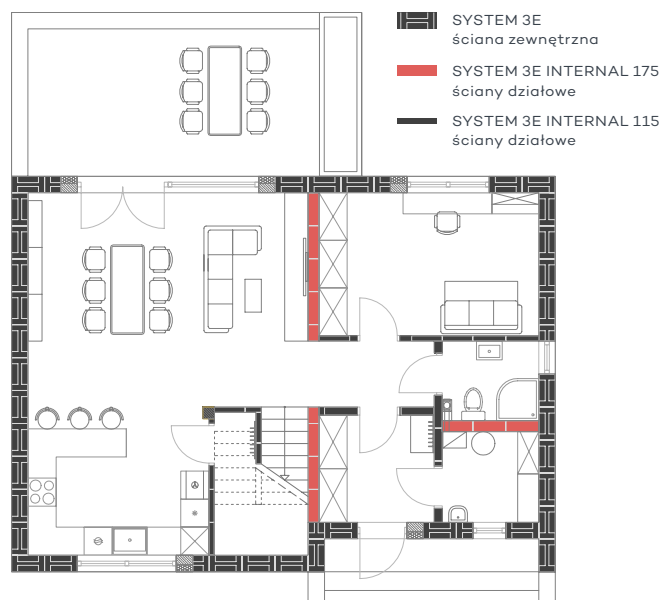 SYSTEM 3E
ściana zewnętrzna
SYSTEM 3E INTERNAL 175
ściany działowe
SYSTEM 3E INTERNAL 115
ściany działowe